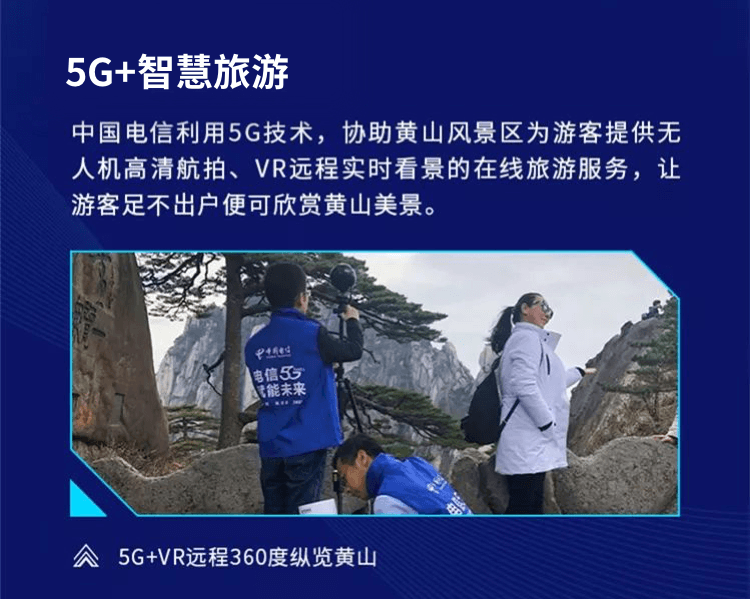 5G+智慧旅游
中国电信利用5G技术，协助黄山风景区为游客提供无
人机高清航拍、VR远程实时看景的在线旅游服务，让
游客足不出户便可欣赏黄山美景。
中国电信
电信5G
赋能未来
5G+VR远程360度纵览黄山